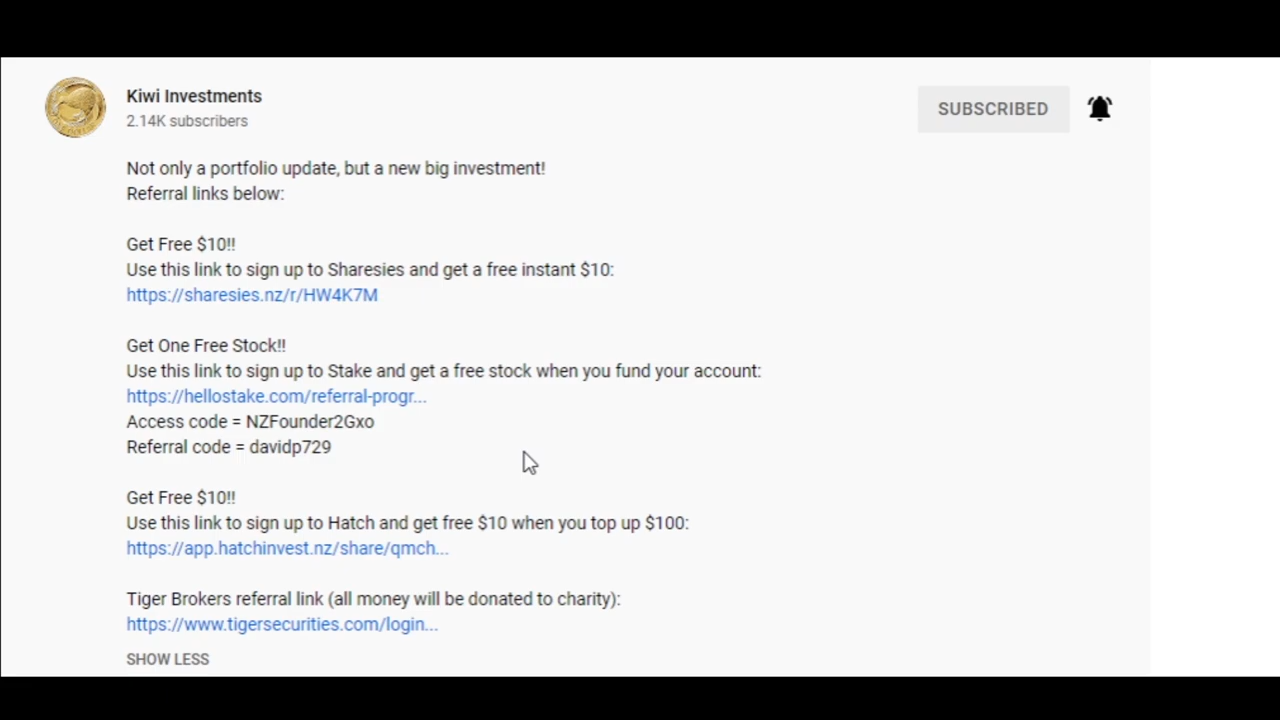 Kiwi Investments
2.14K subscribers
SUBSCRIBED
Not only a portfolio update, but a new big investment!
Referral links below:
Get Free $10!!
Use this link to sign up to Sharesies and get a free instant $10:
https://sharesies.nz/r/HW4K7M
Get One Free Stock!!
Use this link to sign up to Stake and get a free stock when you fund your account:
https://hellostake.com/referral-progr...
Access code = NZFounder2Gxo
Referral code = davidp729
Get Free $10!!
Use this link to sign up to Hatch and get free $10 when you top up $100:
https://app.hatchinvest.nz/share/qmch...
Tiger Brokers referral link (all money will be donated to charity):
https://www.tigersecurities.com/login...
SHOW LESS